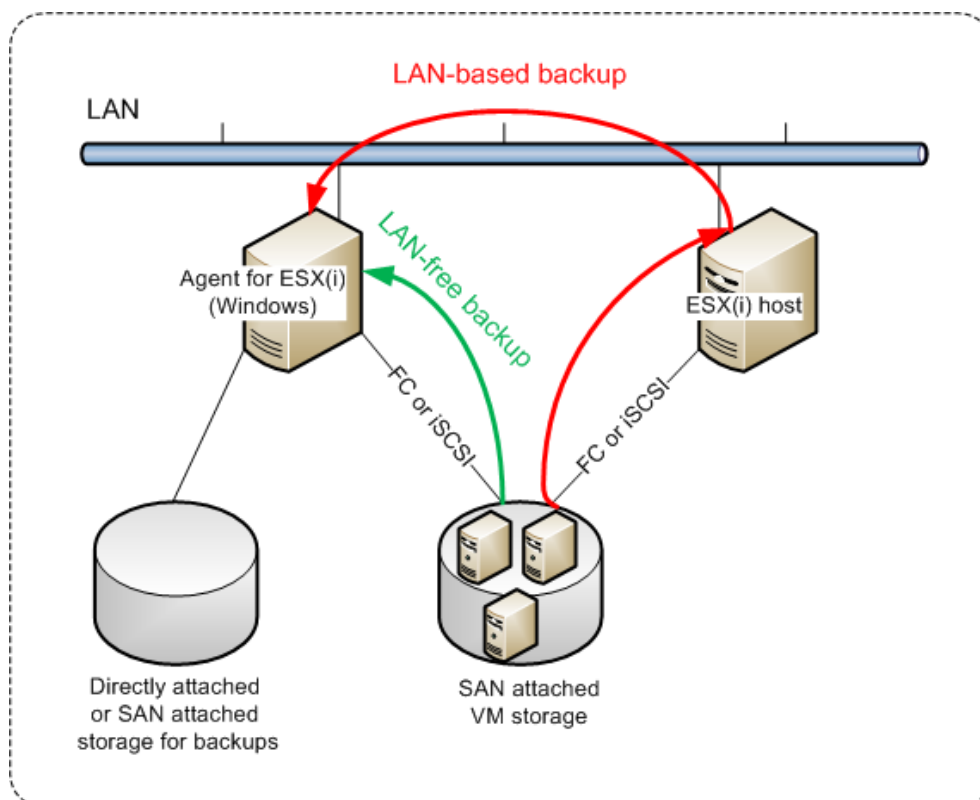 LAN-based backup
LAN
LAN-free backup
Agent for ESX(i)
(Windows)
ESX(i) host
FC or iSCSI
FC or iSCSI
Directly attached
or SAN attached
storage for backups
SAN attached
VM storage